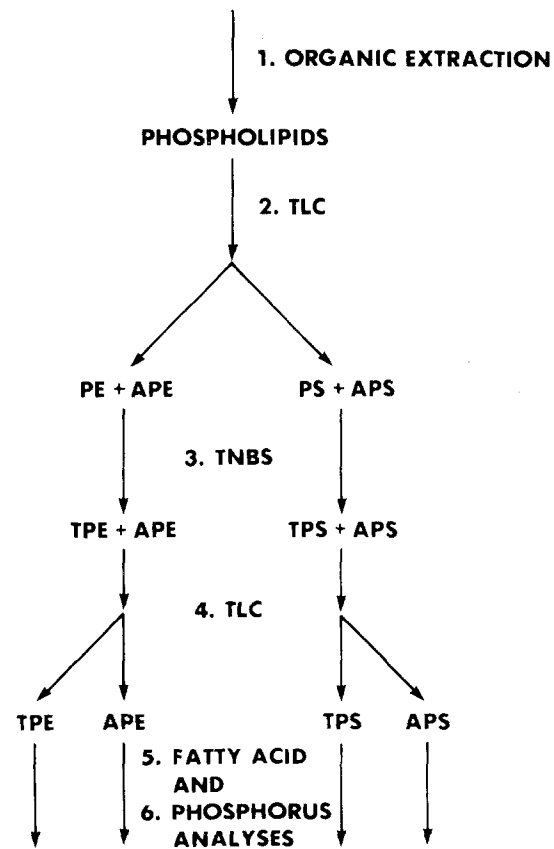 1. ORGANIC EXTRACTION
PHOSPHOLIPIDS
2. TLC
PE + APE
PS + APS
3. TNBS
TPE + APE
TPS + APS
4. TLC
TPE
APE
TPS
APS
5. FATTY ACID
AND
6. PHOSPHORUS
ANALYSES